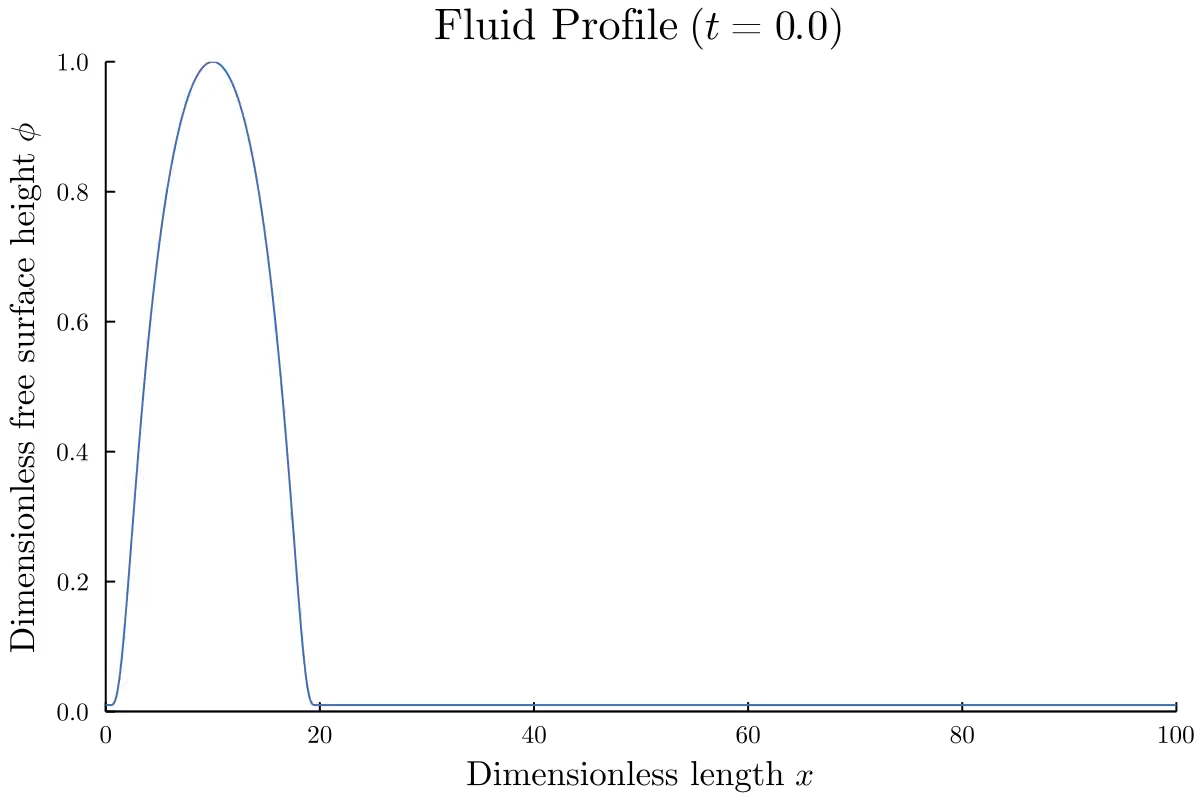 Fluid Profile (t = 0.0)
Dimensionless free surface height ϕ
1.0
0.8
0.6
0.4
0.2
0.0
0 20 40 60 80 100
Dimensionless length x